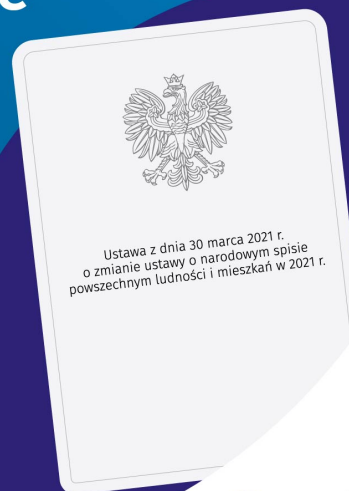 Ustawa z dnia 30 marca 2021 r.
o zmianie ustawy o narodowym spisie
powszechnym ludności i mieszkań w 2021 r.